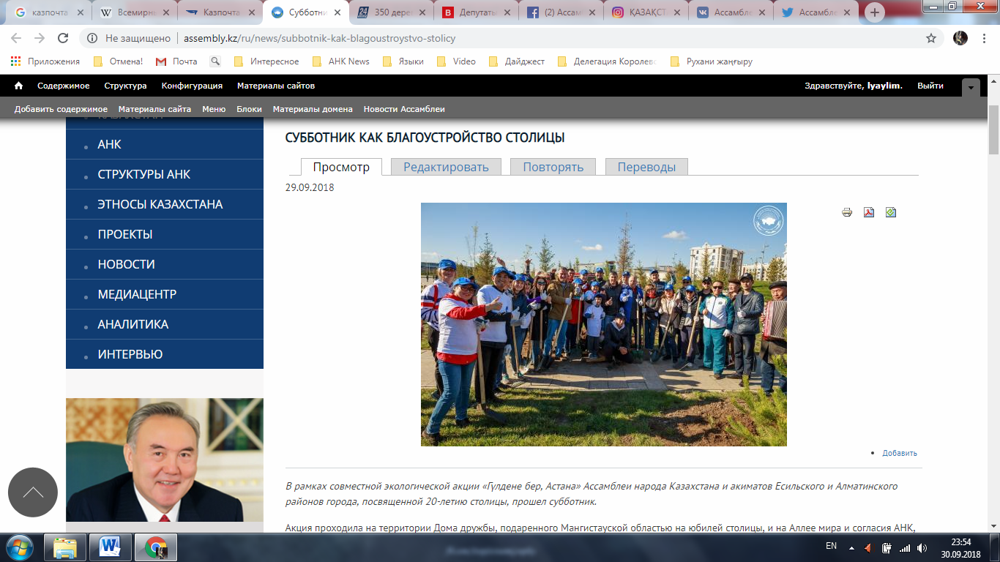 казпочта
Всемирн
Казпочта
Субботн
350 дере
Депутаты
(2) Ассам
ҚАЗАҚСТ
Ассамбле
Ассамбле
Не защищено
assembly.kz/ru/news/subbotnik-kak-blagoustroystvo-stolicy
Приложения
Отмена!
Почта
Интересное
АНК News
Языки
Video
Дайджест
Делегация Королевс
Рухани жаңғыру
Содержимое
Структура
Конфигурация
Материалы сайтов
Здравствуйте, lyaylim.
Выйти
Добавить содержимое
Материалы сайта
Меню
Блоки
Материалы домена
Новости Ассамблеи
АНК
СТРУКТУРЫ АНК
ЭТНОСЫ КАЗАХСТАНА
ПРОЕКТЫ
НОВОСТИ
МЕДИАЦЕНТР
АНАЛИТИКА
ИНТЕРВЬЮ
СУББОТНИК КАК БЛАГОУСТРОЙСТВО СТОЛИЦЫ
Просмотр
Редактировать
Повторять
Переводы
29.09.2018
Добавить
В рамках совместной экологической акции «Гүлдене бер, Астана» Ассамблеи народа Казахстана и акиматов Есильского и Алматинского
районов города, посвященной 20-летию столицы, прошел субботник.
Акция проходила на территории Дома дружбы, подаренного Мангистауской областью на юбилей столицы, и на Аллее мира и согласия АНК,
EN
23:54
30.09.2018